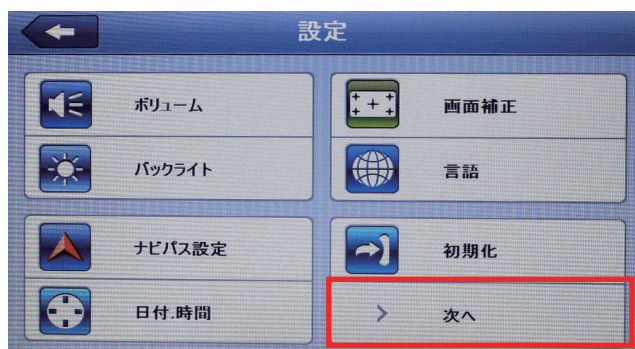 設定
ボリューム
画面補正
バックライト
言語
ナビパス設定
初期化
日付.時間
次へ